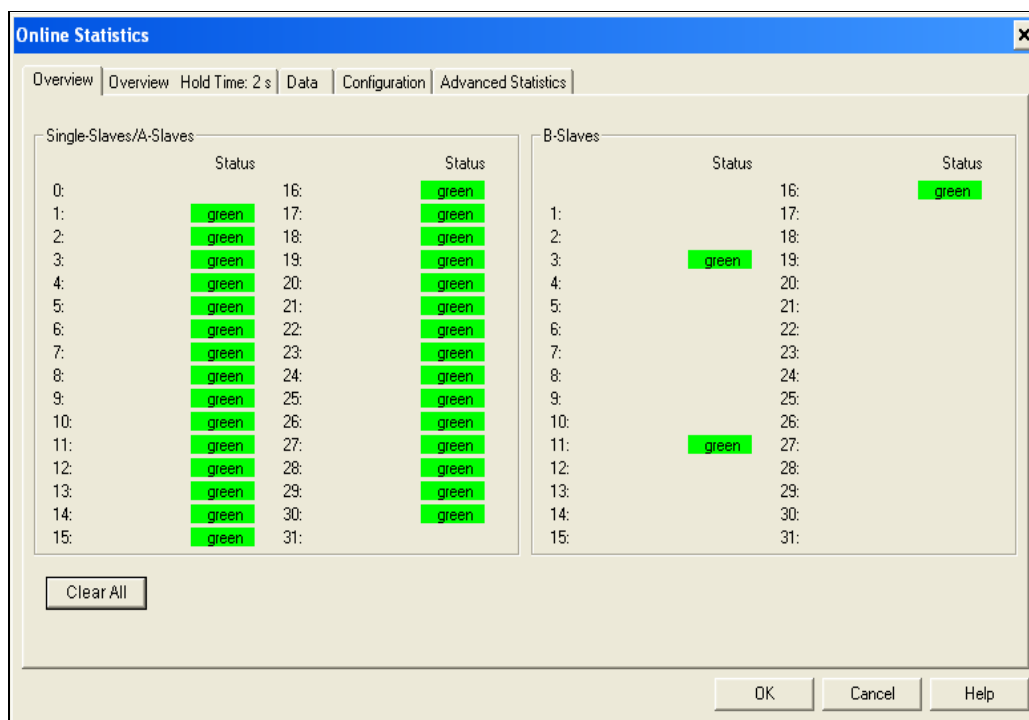 Online Statistics
Overview Overview Hold Time: 2 s Data Configuration Advanced Statistics
Single-Slaves/A-Slaves B-Slaves
Status Status Status Status
0: 16: green 16: green
1: green 17: green 1: 17:
2: green 18: green 2: 18:
3: green 19: green 3: green 19:
4: green 20: green 4: 20:
5: green 21: green 5: 21:
6: green 22: green 6: 22:
7: green 23: green 7: 23:
8: green 24: green 8: 24:
9: green 25: green 9: 25:
10: green 26: green 10: 26:
11: green 27: green 11: green 27:
12: green 28: green 12: 28:
13: green 29: green 13: 29:
14: green 30: green 14: 30:
15: green 31: 15: 31:
Clear All
OK Cancel Help